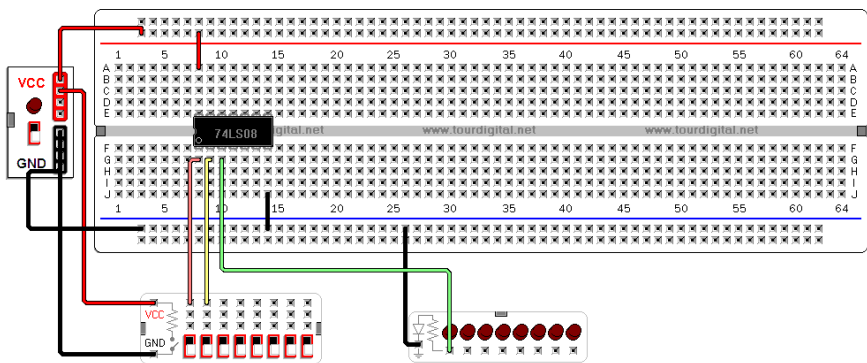 1 5 10 15 20 25 30 35 40 45 50 55 60 64
A A
B B
C C
D D
E E
VCC
74LS08
digital.net www.tourdigital.net www.tourdigital.net
GND
F F
G G
H H
I I
J J
1 5 10 15 20 25 30 35 40 45 50 55 60 64
VCC
GND